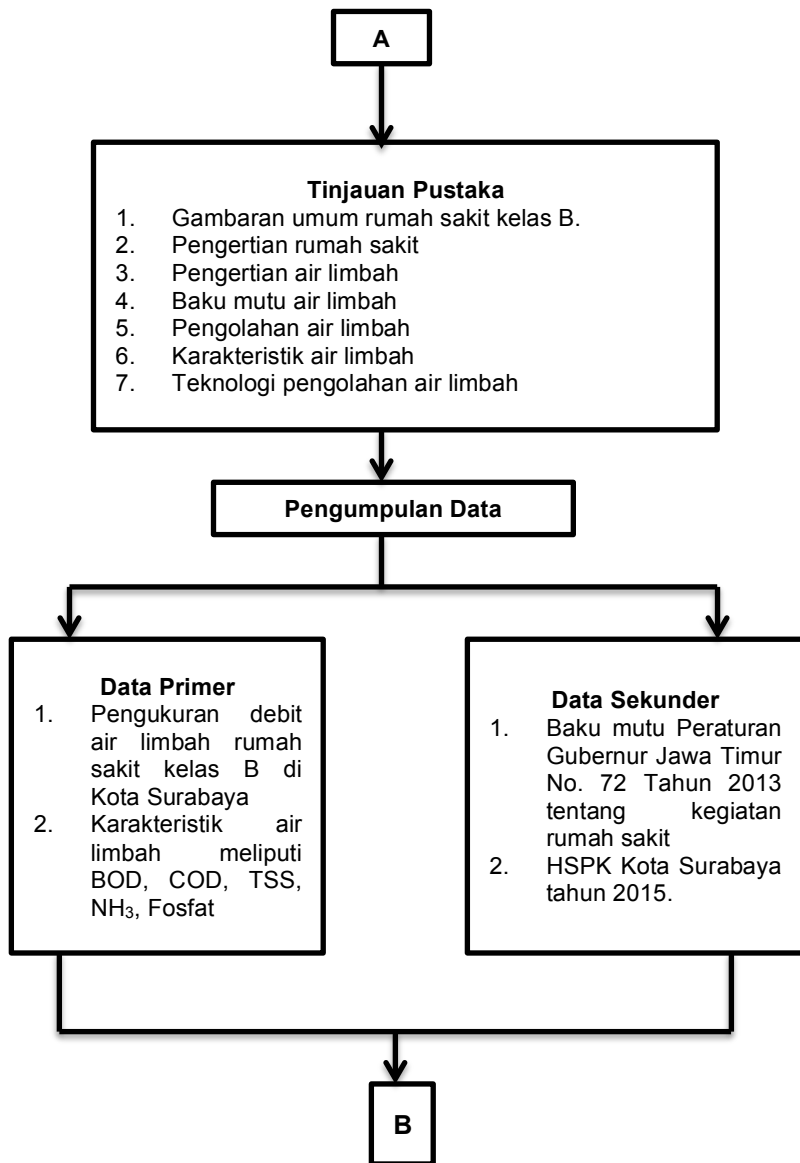 A
Tinjauan Pustaka
1. Gambaran umum rumah sakit kelas B.
2. Pengertian rumah sakit
3. Pengertian air limbah
4. Baku mutu air limbah
5. Pengolahan air limbah
6. Karakteristik air limbah
7. Teknologi pengolahan air limbah
Pengumpulan Data
Data Primer
1. Pengukuran debit
air limbah rumah
sakit kelas B di
Kota Surabaya
2. Karakteristik air
limbah meliputi
BOD, COD, TSS,
NH₃, Fosfat
Data Sekunder
1. Baku mutu Peraturan
Gubernur Jawa Timur
No. 72 Tahun 2013
tentang kegiatan
rumah sakit
2. HSPK Kota Surabaya
tahun 2015.
B